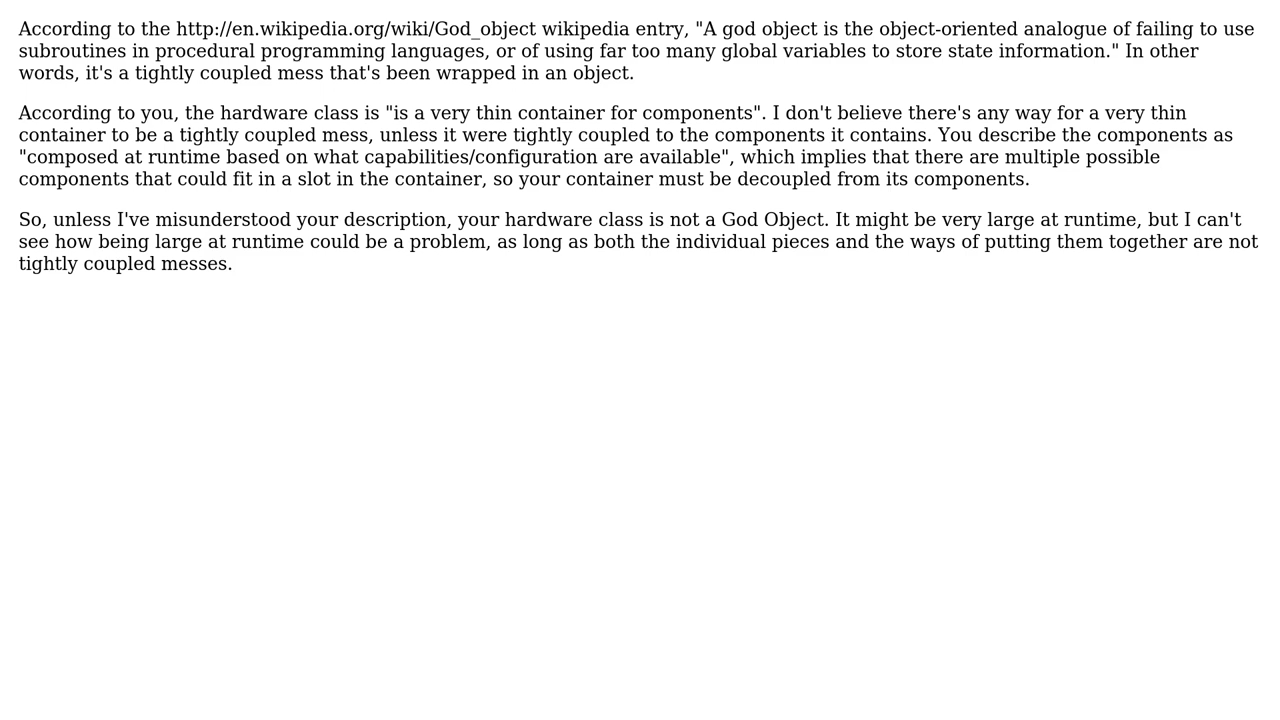 According to the http://en.wikipedia.org/wiki/God_object wikipedia entry, "A god object is the object-oriented analogue of failing to use
subroutines in procedural programming languages, or of using far too many global variables to store state information." In other
words, it's a tightly coupled mess that's been wrapped in an object.
According to you, the hardware class is "is a very thin container for components". I don't believe there's any way for a very thin
container to be a tightly coupled mess, unless it were tightly coupled to the components it contains. You describe the components as
"composed at runtime based on what capabilities/configuration are available", which implies that there are multiple possible
components that could fit in a slot in the container, so your container must be decoupled from its components.
So, unless I've misunderstood your description, your hardware class is not a God Object. It might be very large at runtime, but I can't
see how being large at runtime could be a problem, as long as both the individual pieces and the ways of putting them together are not
tightly coupled messes.